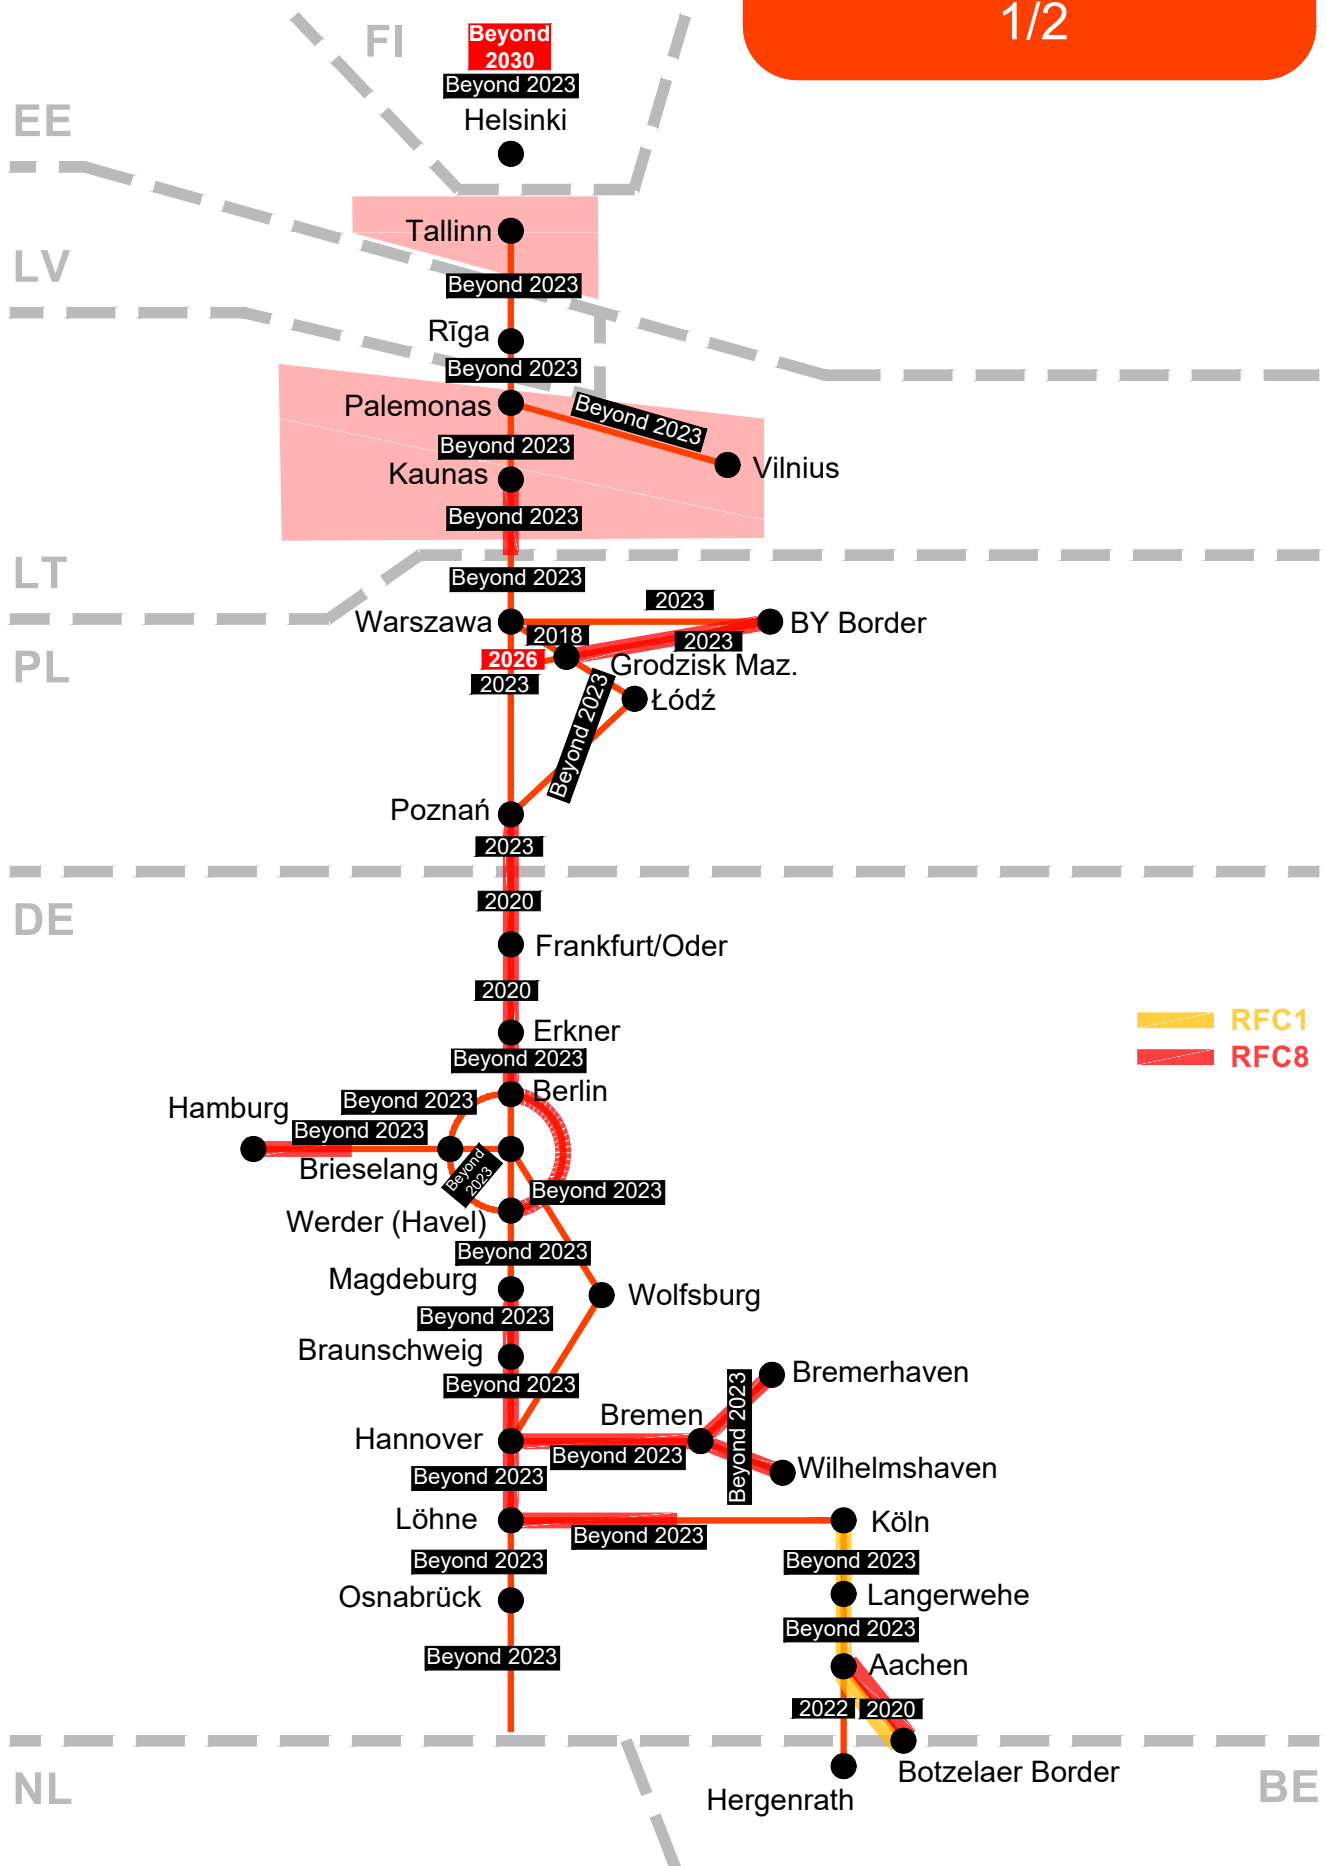 1/2
FI
Beyond
2030
Beyond 2023
Helsinki
EE
Tallinn
LV
Beyond 2023
Rīga
Beyond 2023
Palemonas
Beyond 2023
Beyond 2023
Vilnius
Kaunas
Beyond 2023
LT
Beyond 2023
2023
Warszawa
BY Border
2018
2023
PL
2026
Grodzisk Maz.
2023
Łódź
Beyond 2023
Poznań
2023
DE
2020
Frankfurt/Oder
2020
RFC1
Erkner
RFC8
Beyond 2023
Berlin
Hamburg
Beyond 2023
Beyond 2023
Brieselang
Beyond
2023
Beyond 2023
Werder (Havel)
Beyond 2023
Magdeburg
Wolfsburg
Beyond 2023
Braunschweig
Beyond 2023
Bremerhaven
Bremen
Beyond 2023
Hannover
Beyond 2023
Wilhelmshaven
Beyond 2023
Löhne
Köln
Beyond 2023
Beyond 2023
Beyond 2023
Osnabrück
Langerwehe
Beyond 2023
Beyond 2023
Aachen
2022
2020
NL
Botzelaer Border
BE
Hergenrath